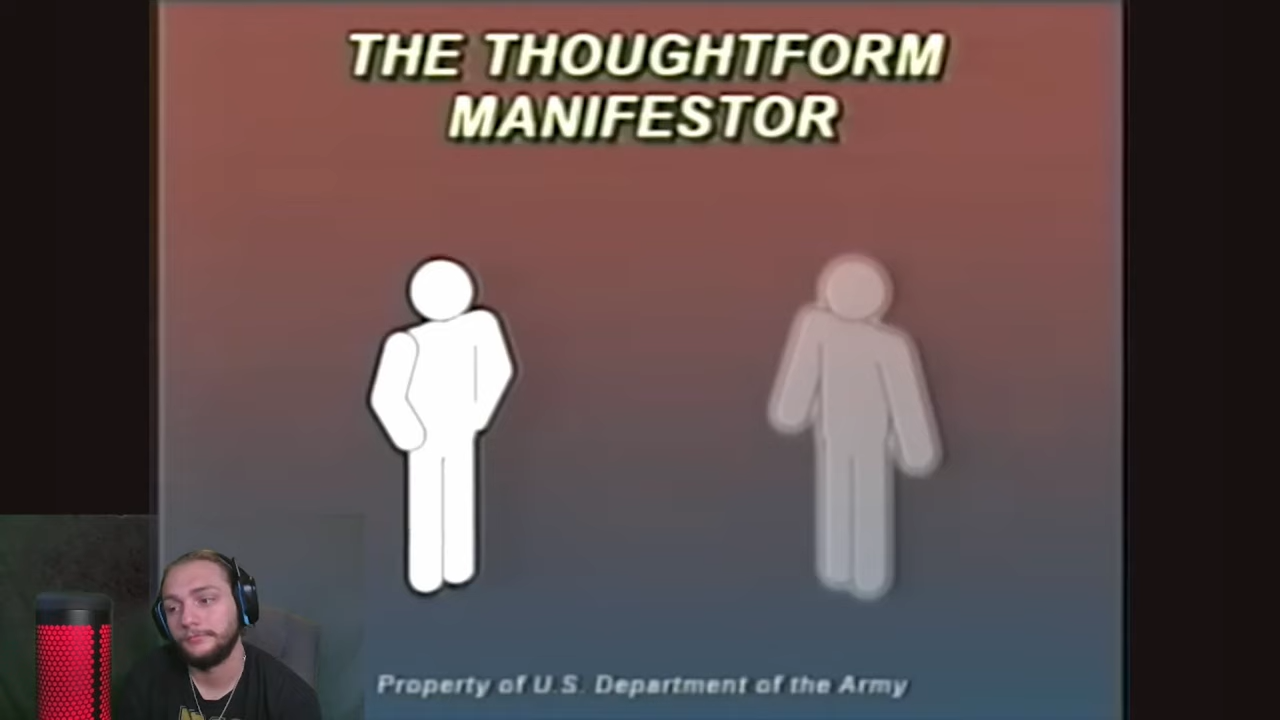 THE THOUGHTFORM
MANIFESTOR
Property of U.S. Department of the Army